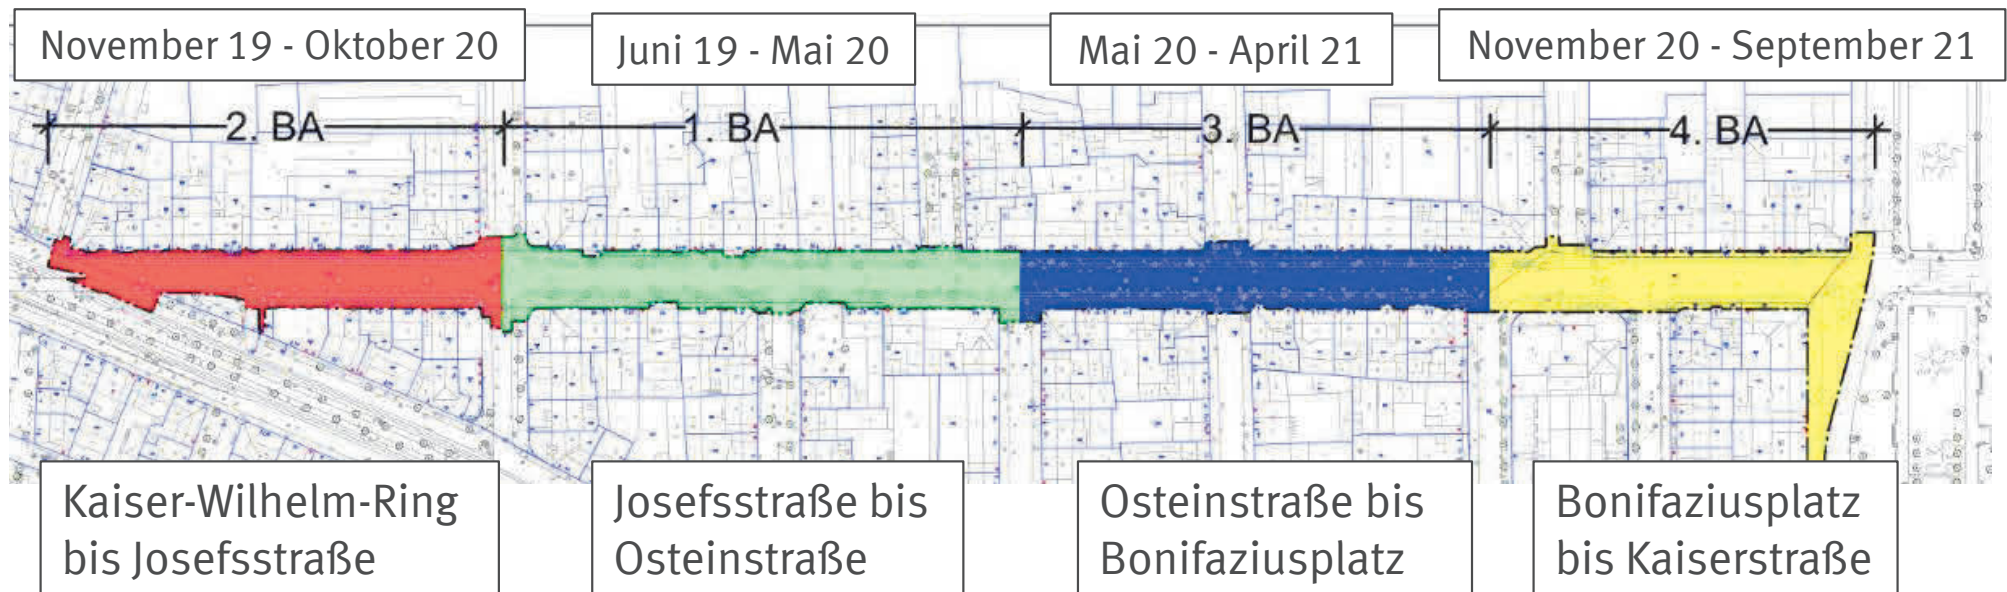 November 19 - Oktober 20
Juni 19 - Mai 20
Mai 20 - April 21
November 20 - September 21
2. BA
1. BA
3. BA
4. BA
Kaiser-Wilhelm-Ring
bis Josefsstraße
Josefsstraße bis
Osteinstraße
Osteinstraße bis
Bonifaziusplatz
Bonifaziusplatz
bis Kaiserstraße